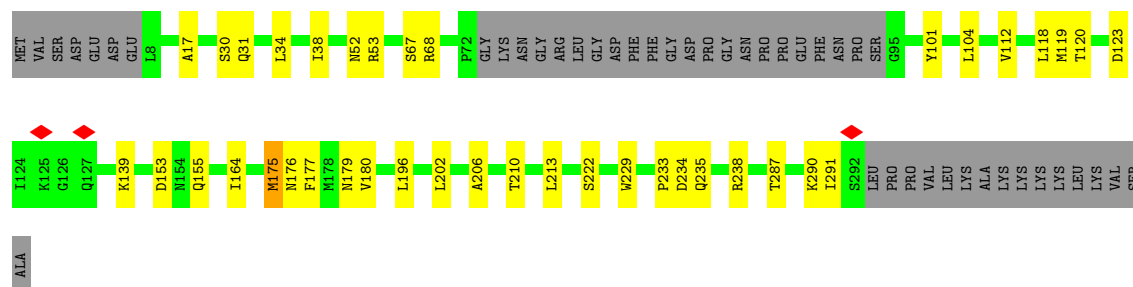 MET VAL SER ASP GLU ASP GLU L8 A17 S30 Q31 L34 I38 N52 R53 S67 R68 P72 GLY LYS ASN GLY ARG LEU GLY ASP PHE PHE GLY ASP PRO GLY ASN PRO PRO GLU PHE ASN PRO SER G95 Y101 L104 V112 L118 M119 T120 D123
I124 K125 G126 Q127 K139 D153 N154 Q155 I164 M175 N176 F177 M178 N179 V180 L196 L202 A206 T210 L213 S222 W229 P233 D234 Q235 R238 T287 K290 I291 S292 LEU PRO PRO VAL LEU LYS ALA LYS LYS LYS LYS LEU LYS VAL SER
ALA